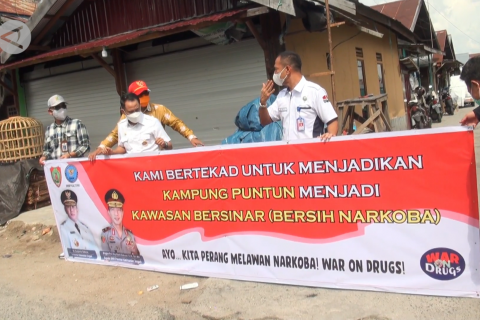 KAMI BERTEKAD UNTUK MENJADIKAN
KAMPUNG PUNTUN MENJADI
KAWASAN BERSINAR (BERSIH NARKOBA)
AYO... KITA PERANG MELAWAN NARKOBA! WAR ON DRUGS!
WAR ON
DRUGS